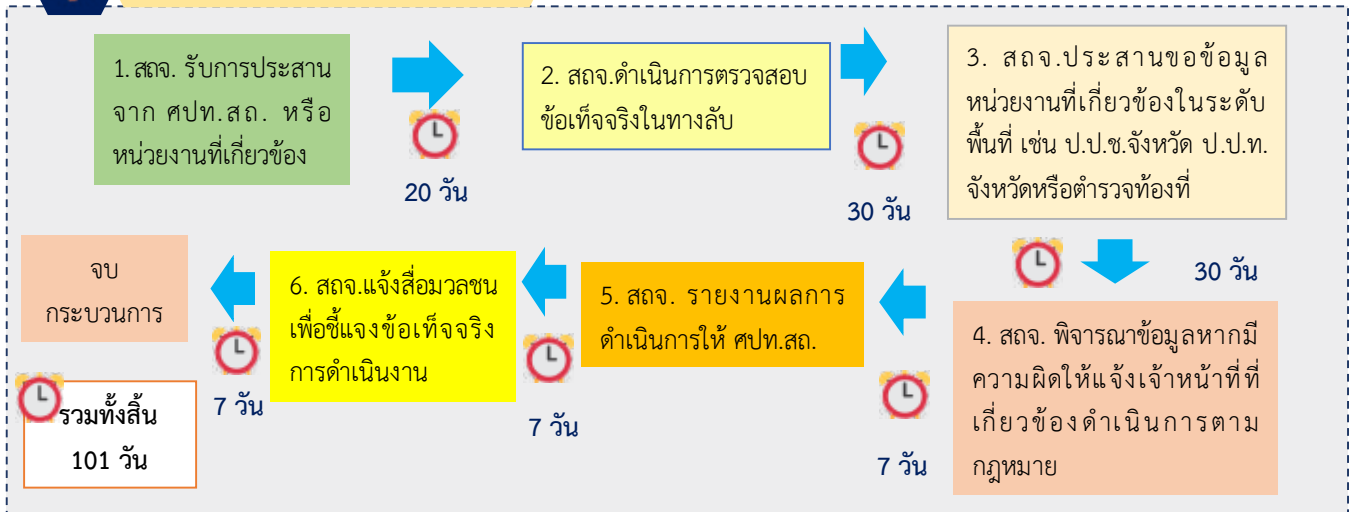 1. สถจ. รับการประสาน
จาก ศปท.สถ. หรือ
หน่วยงานที่เกี่ยวข้อง
20 วัน
2. สถจ.ดำเนินการตรวจสอบ
ข้อเท็จจริงในทางลับ
30 วัน
3. สถจ.ประสานขอข้อมูล
หน่วยงานที่เกี่ยวข้องในระดับ
พื้นที่ เช่น ป.ป.ช.จังหวัด ป.ป.ท.
จังหวัดหรือตำรวจท้องที่
30 วัน
4. สถจ. พิจารณาข้อมูลหากมี
ความผิดให้แจ้งเจ้าหน้าที่ที่
เกี่ยวข้องดำเนินการตาม
กฎหมาย
7 วัน
5. สถจ. รายงานผลการ
ดำเนินการให้ ศปท.สถ.
7 วัน
6. สถจ.แจ้งสื่อมวลชน
เพื่อชี้แจงข้อเท็จจริง
การดำเนินงาน
7 วัน
จบ
กระบวนการ
รวมทั้งสิ้น
101 วัน